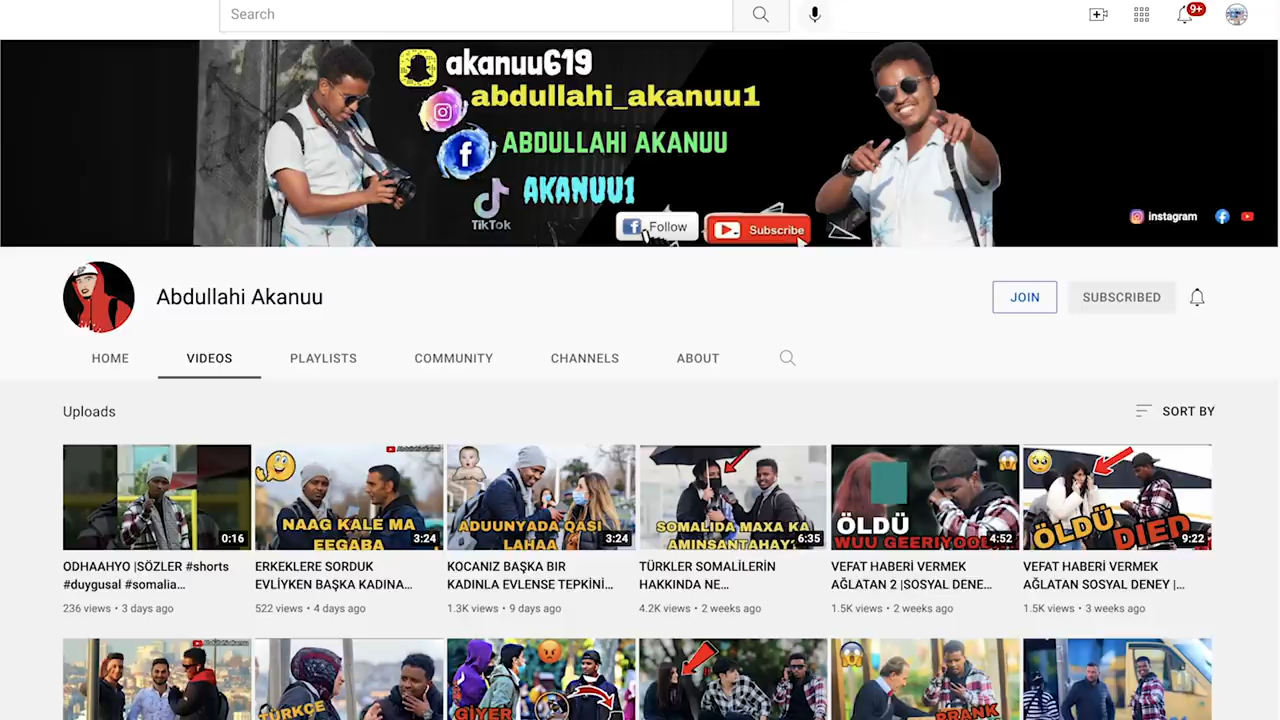 Search
9+
akanuu619
abdullahi_akanuu1
ABDULLAHI AKANUU
AKANUU1
TikTok
Follow
Subscribe
instagram
Abdullahi Akanuu
JOIN
SUBSCRIBED
HOME
VIDEOS
PLAYLISTS
COMMUNITY
CHANNELS
ABOUT
Uploads
SORT BY
0:16
NAAG KALE MA
EEGABA
3:24
ADUUNYADA QASI
LAHAA
3:24
SOMALIDA MAXA KA
AMINSANTAHAY?
6:35
ÖLDÜ
WUU GEERIYOO
4:52
ÖLDÜ
DIED
9:22
ODHAAHYO |SÖZLER #shorts
#duygusal #somalia...
236 views • 3 days ago
ERKEKLERE SORDUK
EVLİYKEN BAŞKA KADINA...
522 views • 4 days ago
KOCANIZ BAŞKA BIR
KADINLA EVLENSE TEPKİNİ...
1.3K views • 9 days ago
TÜRKLER SOMALİLERİN
HAKKINDA NE...
4.2K views • 2 weeks ago
VEFAT HABERİ VERMEK
AĞLATAN 2 |SOSYAL DENE...
1.5K views • 2 weeks ago
VEFAT HABERİ VERMEK
AĞLATAN SOSYAL DENEY |...
1.5K views • 3 weeks ago
Abdullahi Akanuu
TÜRKÇE
GİYER
PRANK